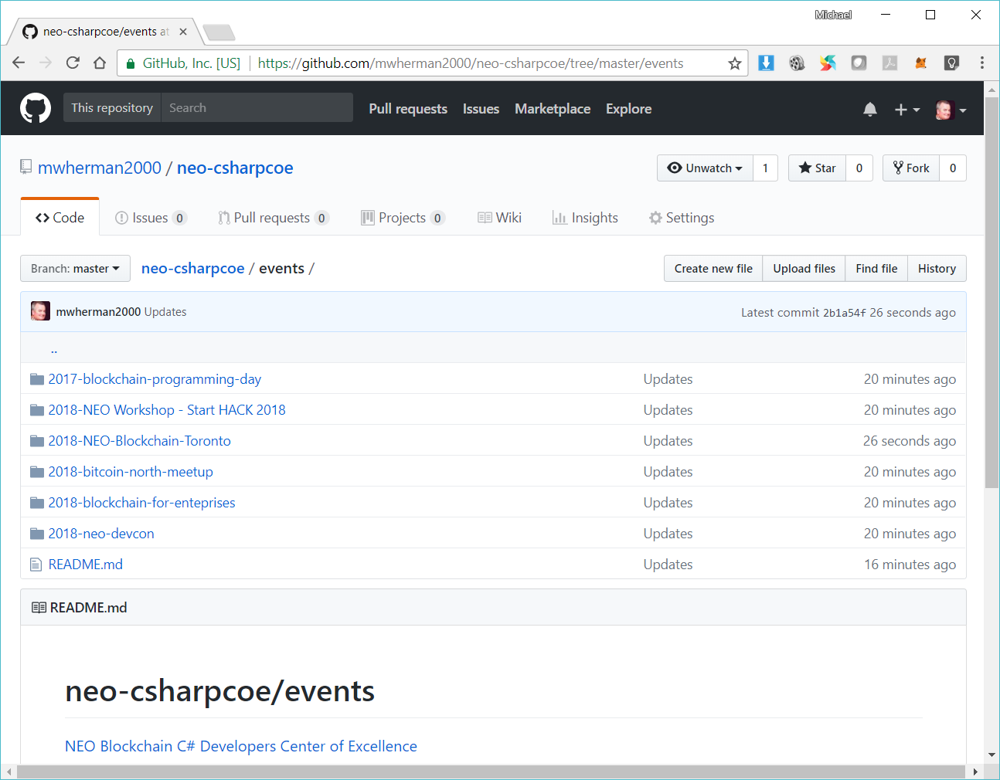 Michael
neo-csharpcoe/events at
GitHub, Inc. [US] https://github.com/mwherman2000/neo-csharpcoe/tree/master/events
This repository Search Pull requests Issues Marketplace Explore
mwherman2000 / neo-csharpcoe Unwatch 1 Star 0 Fork 0
Code Issues 0 Pull requests 0 Projects 0 Wiki Insights Settings
Branch: master neo-csharpcoe / events / Create new file Upload files Find file History
mwherman2000 Updates Latest commit 2b1a54f 26 seconds ago
..
2017-blockchain-programming-day Updates 20 minutes ago
2018-NEO Workshop - Start HACK 2018 Updates 20 minutes ago
2018-NEO-Blockchain-Toronto Updates 26 seconds ago
2018-bitcoin-north-meetup Updates 20 minutes ago
2018-blockchain-for-enteprises Updates 20 minutes ago
2018-neo-devcon Updates 20 minutes ago
README.md Updates 16 minutes ago
README.md
neo-csharpcoe/events
NEO Blockchain C# Developers Center of Excellence